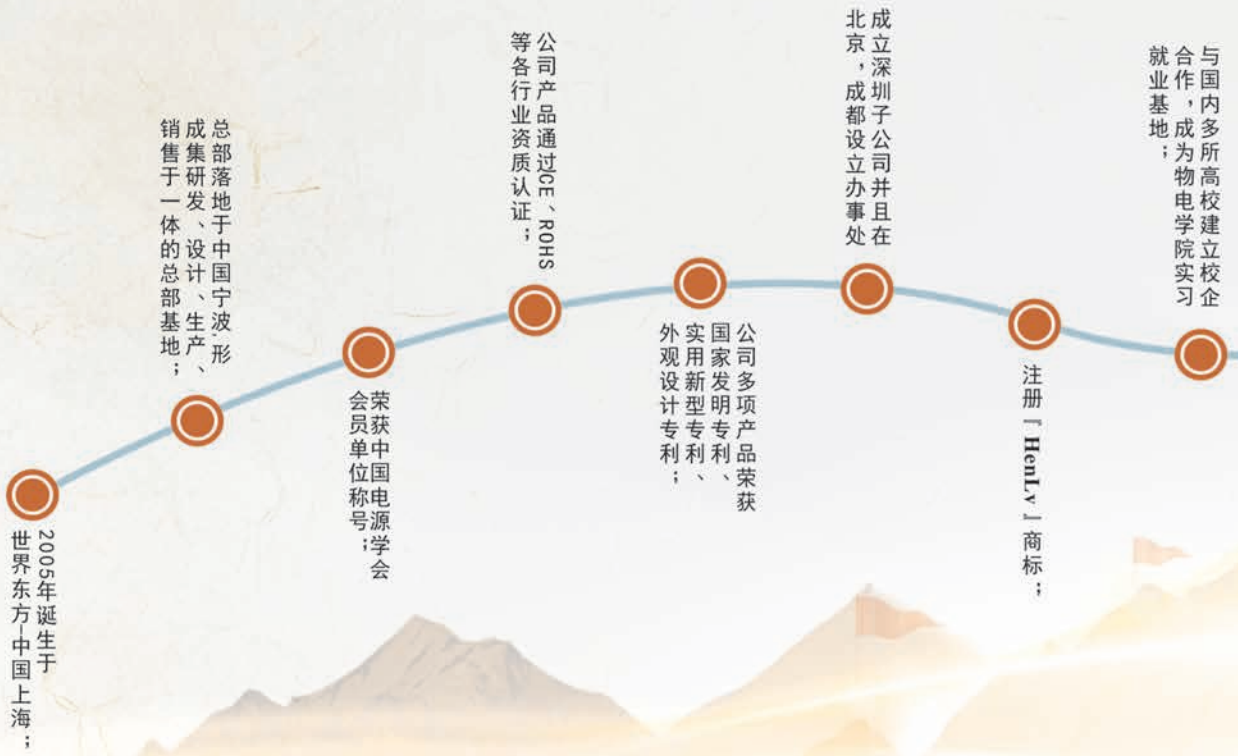 2005年诞生于
世界东方—中国上海；
总部落地于中国宁波,形
成集研发、设计、生产、
销售于一体的总部基地；
荣获中国电源学会
会员单位称号；
公司产品通过CE、ROHS
等各行业资质认证；
公司多项产品荣获
国家发明专利、
实用新型专利、
外观设计专利；
成立深圳子公司并且在
北京，成都设立办事处
注册『HenLv』商标；
与国内多所高校建立校企
合作，成为物电学院实习
就业基地；